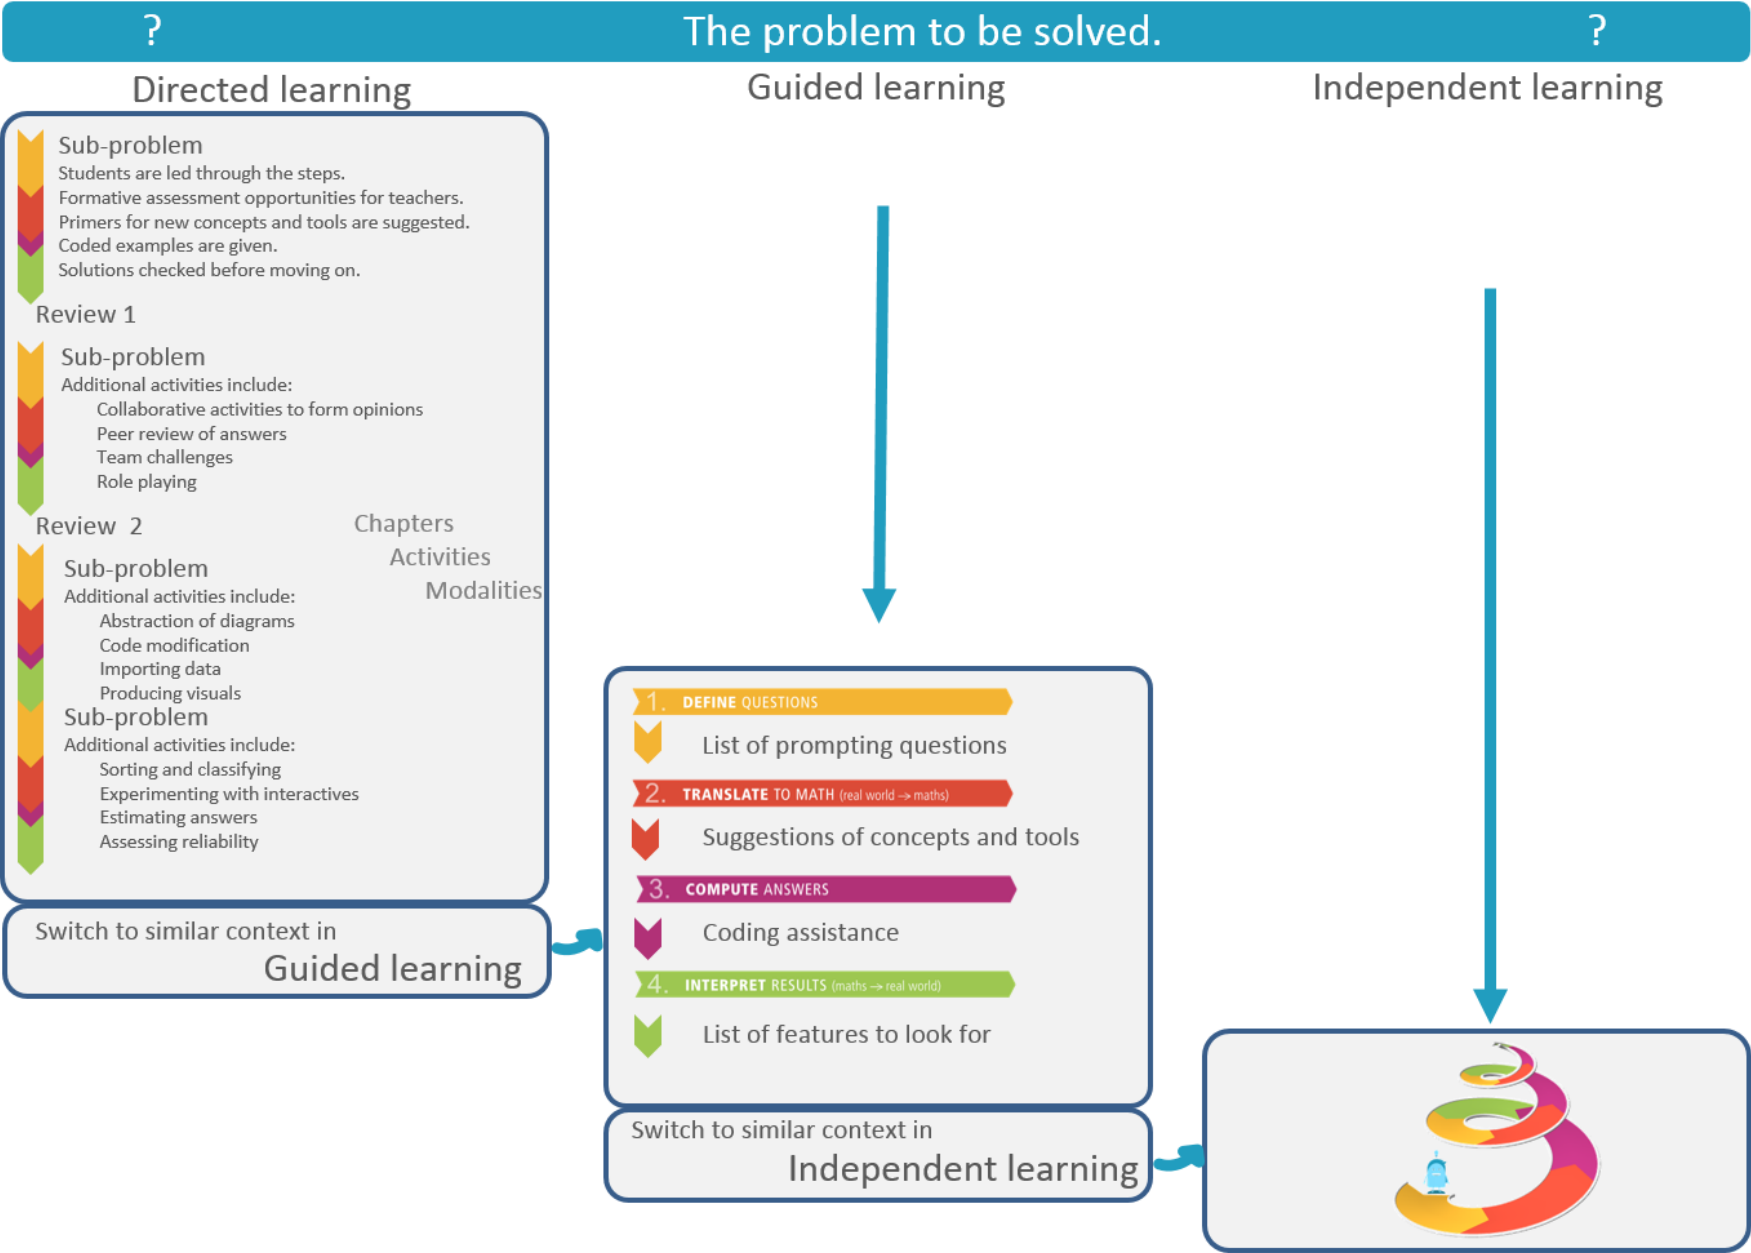 ? The problem to be solved. ?
Directed learning
Sub-problem
Students are led through the steps.
Formative assessment opportunities for teachers.
Primers for new concepts and tools are suggested.
Coded examples are given.
Solutions checked before moving on.
Review 1
Sub-problem
Additional activities include:
Collaborative activities to form opinions
Peer review of answers
Team challenges
Role playing
Review 2
Chapters
Activities
Modalities
Sub-problem
Additional activities include:
Abstraction of diagrams
Code modification
Importing data
Producing visuals
Sub-problem
Additional activities include:
Sorting and classifying
Experimenting with interactives
Estimating answers
Assessing reliability
Switch to similar context in
Guided learning
Guided learning
1. DEFINE QUESTIONS
List of prompting questions
2. TRANSLATE TO MATH (real world → maths)
Suggestions of concepts and tools
3. COMPUTE ANSWERS
Coding assistance
4. INTERPRET RESULTS (maths → real world)
List of features to look for
Switch to similar context in
Independent learning
Independent learning